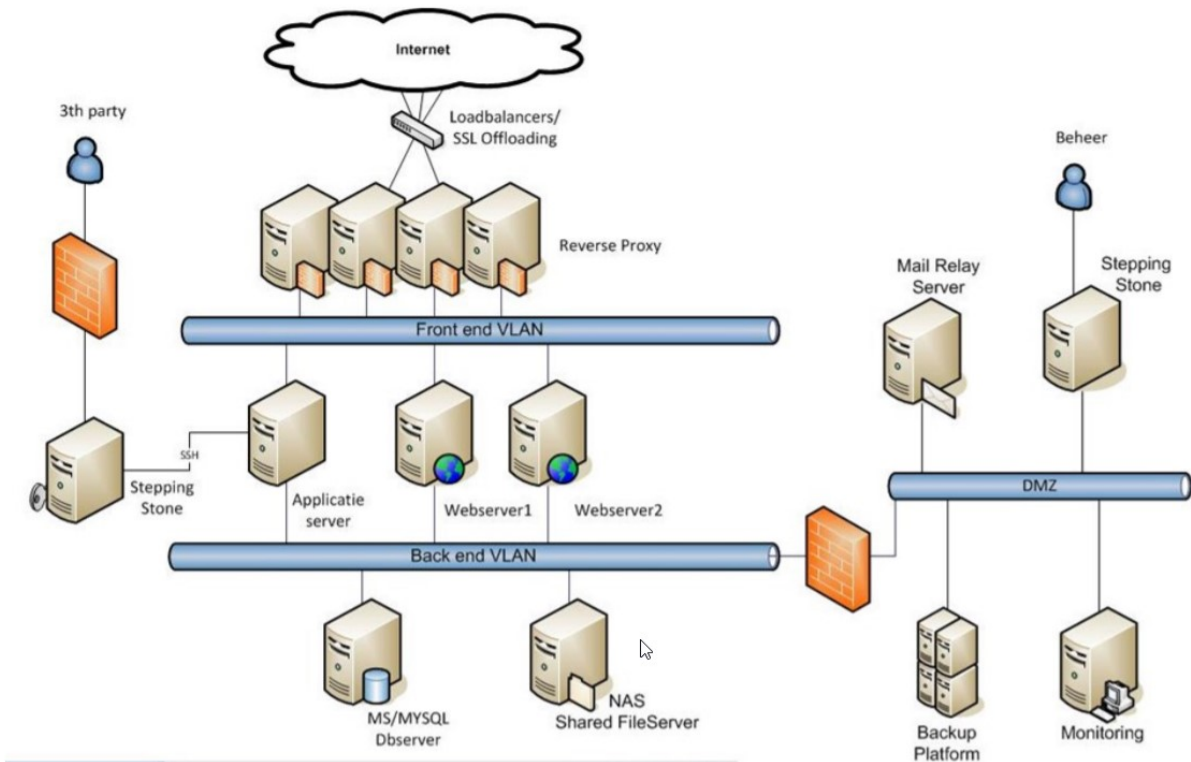 Internet
3th party
Loadbalancers/
SSL Offloading
Beheer
Reverse Proxy
Mail Relay
Server
Stepping
Stone
Front end VLAN
SSH
Stepping
Stone
Applicatie
server
Webserver1
Webserver2
DMZ
Back end VLAN
MS/MYSQL
Dbserver
NAS
Shared FileServer
Backup
Platform
Monitoring